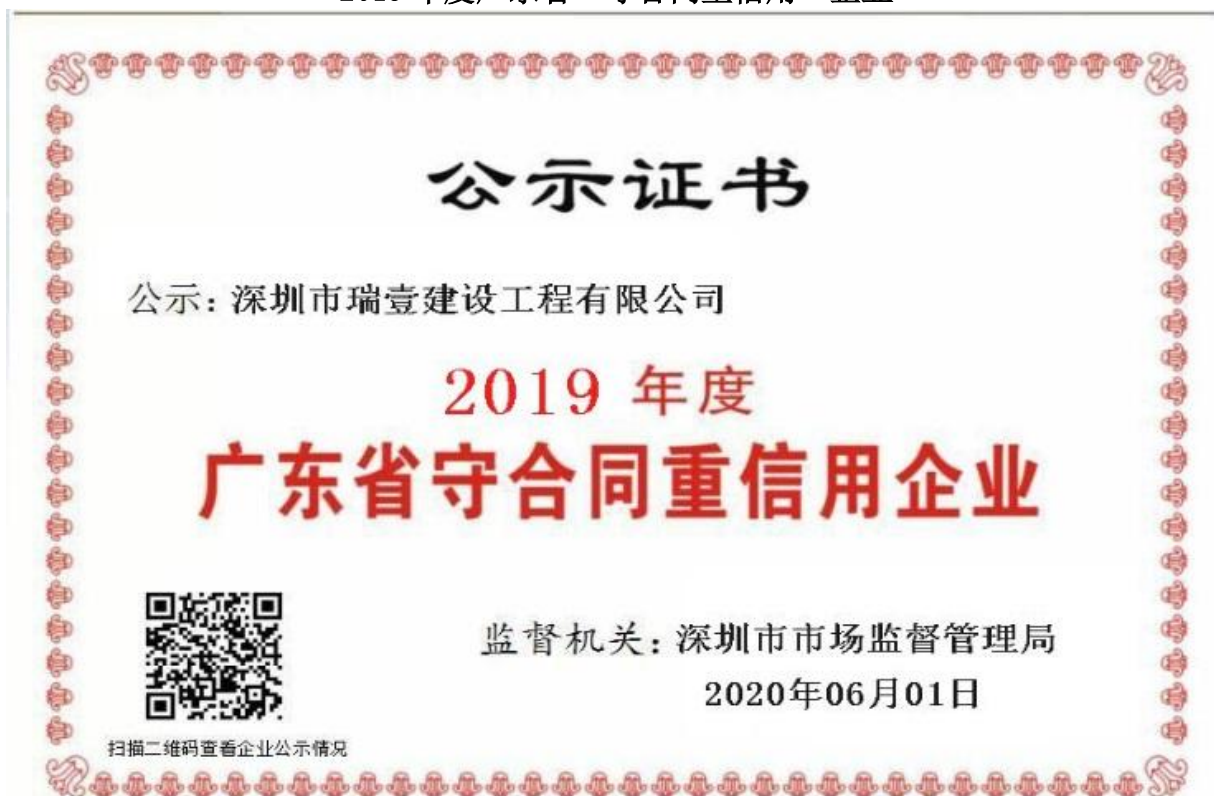 公示证书
公示：深圳市瑞壹建设工程有限公司
2019 年度
广东省守合同重信用企业
监督机关：深圳市市场监督管理局
2020年06月01日
扫描二维码查看企业公示情况